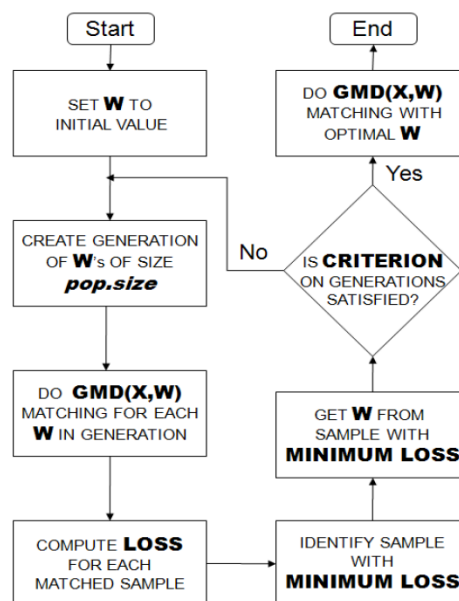 Start
SET W TO
INITIAL VALUE
CREATE GENERATION
OF W's OF SIZE
pop.size
DO GMD(X,W)
MATCHING FOR EACH
W IN GENERATION
COMPUTE LOSS
FOR EACH
MATCHED SAMPLE
IDENTIFY SAMPLE
WITH
MINIMUM LOSS
GET W FROM
SAMPLE WITH
MINIMUM LOSS
IS CRITERION
ON GENERATIONS
SATISFIED?
No
Yes
DO GMD(X,W)
MATCHING WITH
OPTIMAL W
End